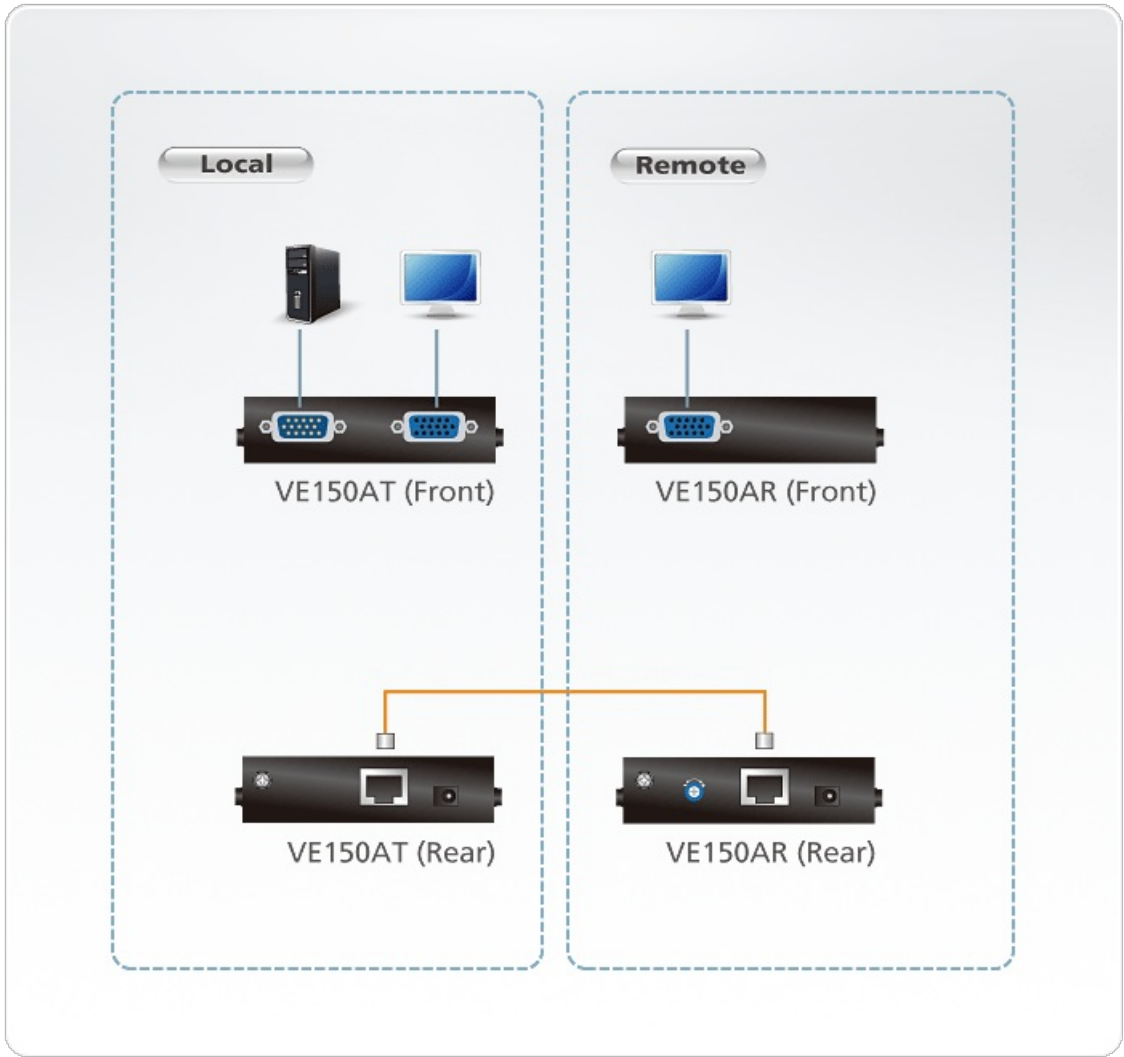 Local
Remote
VE150AT (Front)
VE150AR (Front)
VE150AT (Rear)
VE150AR (Rear)